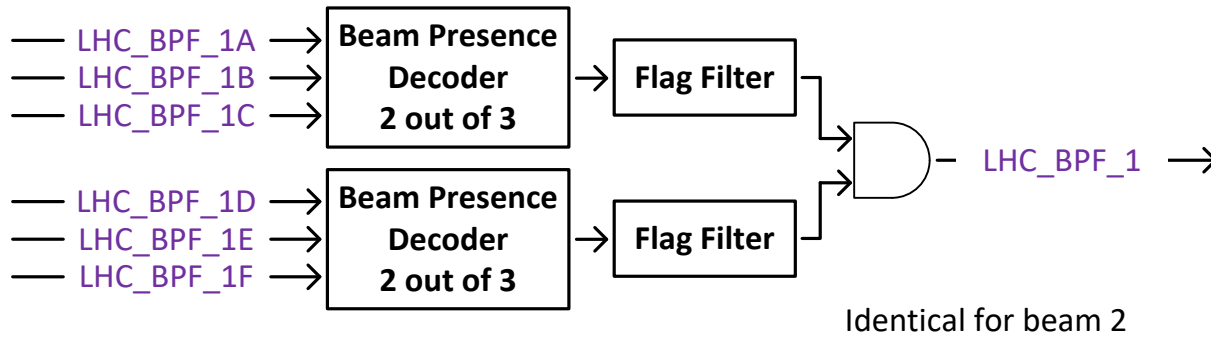 LHC_BPF_1A
LHC_BPF_1B
LHC_BPF_1C
Beam Presence
Decoder
2 out of 3
Flag Filter
LHC_BPF_1D
LHC_BPF_1E
LHC_BPF_1F
Beam Presence
Decoder
2 out of 3
Flag Filter
LHC_BPF_1
Identical for beam 2